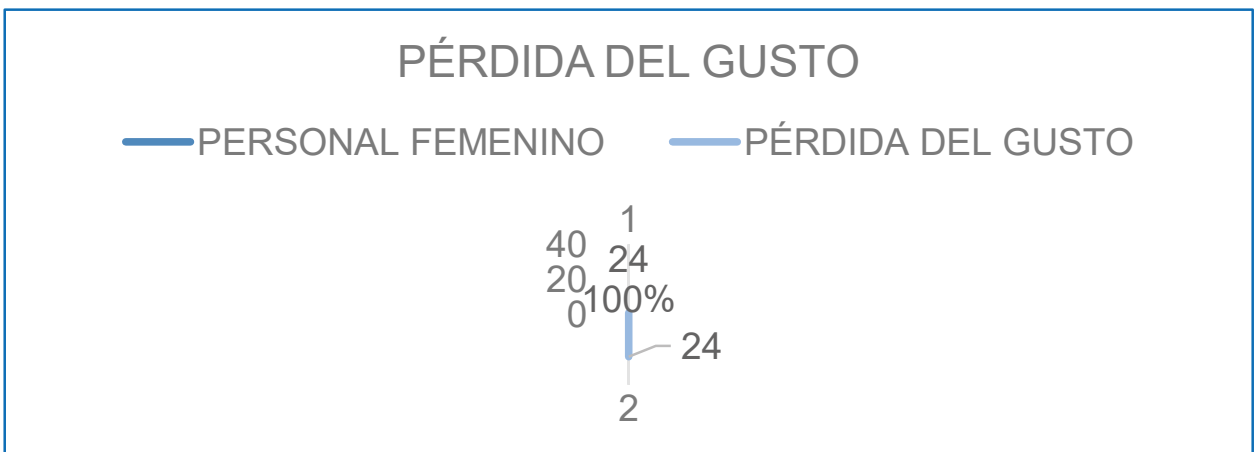 PÉRDIDA DEL GUSTO
PERSONAL FEMENINO
PÉRDIDA DEL GUSTO
1
40
24
20
100%
0
24
2